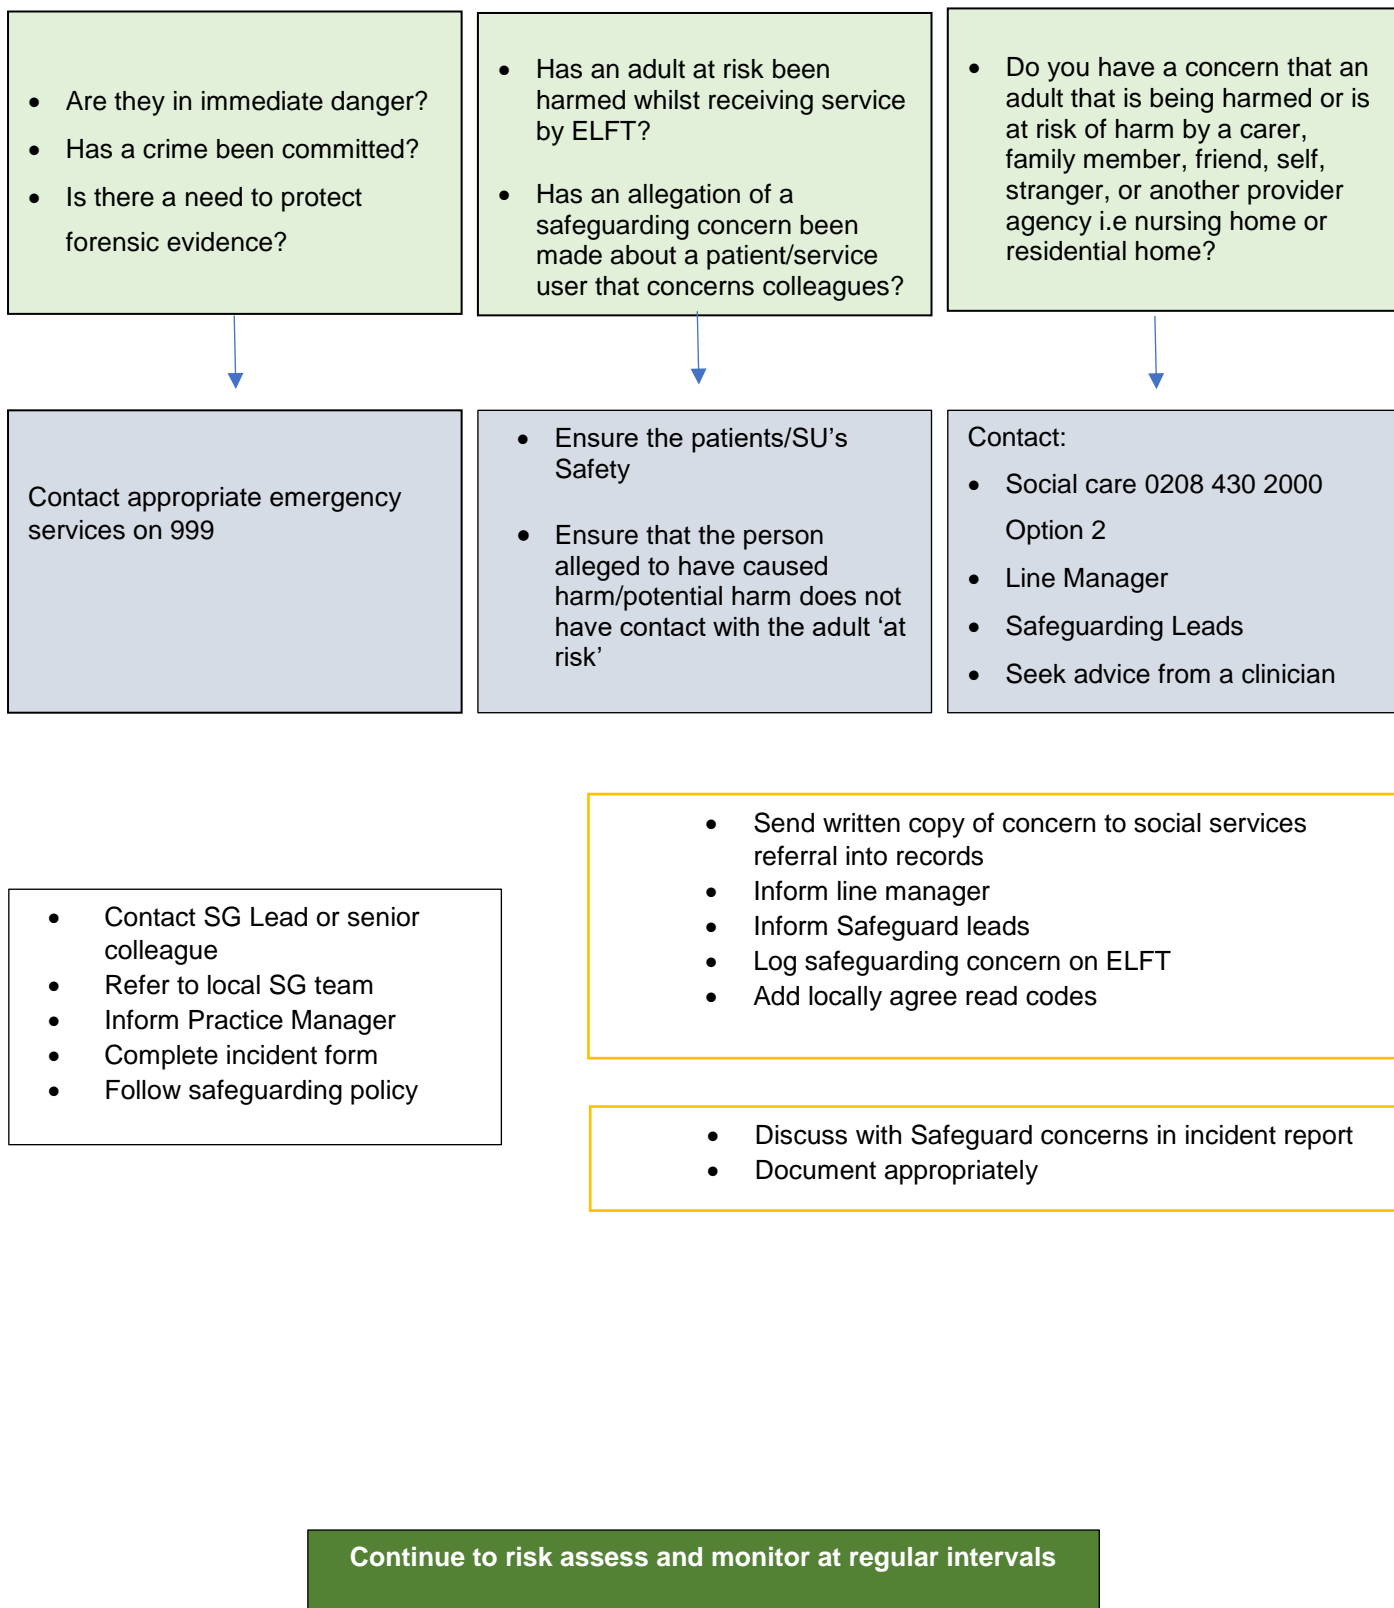 • Are they in immediate danger?
• Has a crime been committed?
• Is there a need to protect
forensic evidence?
• Has an adult at risk been
harmed whilst receiving service
by ELFT?
• Has an allegation of a
safeguarding concern been
made about a patient/service
user that concerns colleagues?
• Do you have a concern that an
adult that is being harmed or is
at risk of harm by a carer,
family member, friend, self,
stranger, or another provider
agency i.e nursing home or
residential home?
Contact appropriate emergency
services on 999
• Ensure the patients/SU’s
Safety
• Ensure that the person
alleged to have caused
harm/potential harm does not
have contact with the adult ‘at
risk’
Contact:
• Social care 0208 430 2000
Option 2
• Line Manager
• Safeguarding Leads
• Seek advice from a clinician
• Contact SG Lead or senior
colleague
• Refer to local SG team
• Inform Practice Manager
• Complete incident form
• Follow safeguarding policy
• Send written copy of concern to social services
referral into records
• Inform line manager
• Inform Safeguard leads
• Log safeguarding concern on ELFT
• Add locally agree read codes
• Discuss with Safeguard concerns in incident report
• Document appropriately
Continue to risk assess and monitor at regular intervals